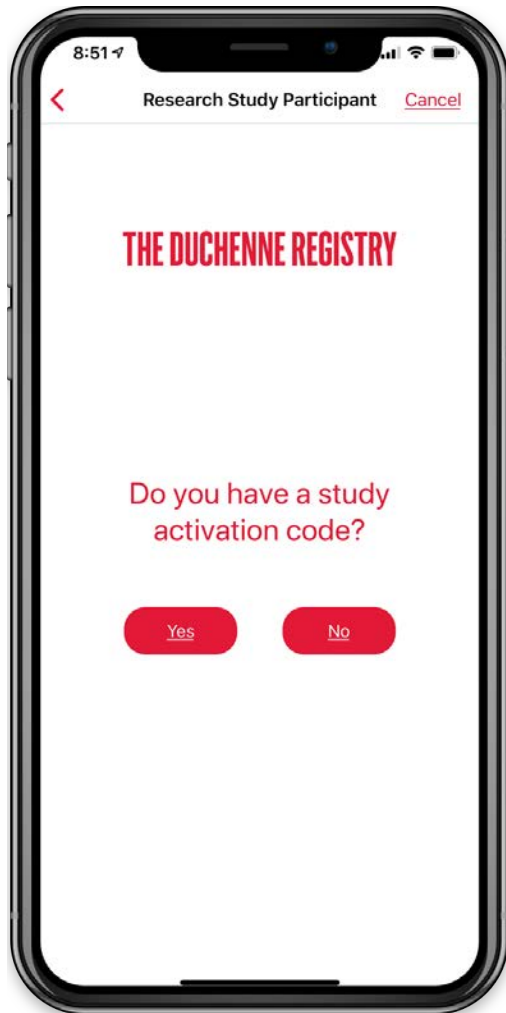 8:51
Research Study Participant Cancel
THE DUCHENNE REGISTRY
Do you have a study
activation code?
Yes No